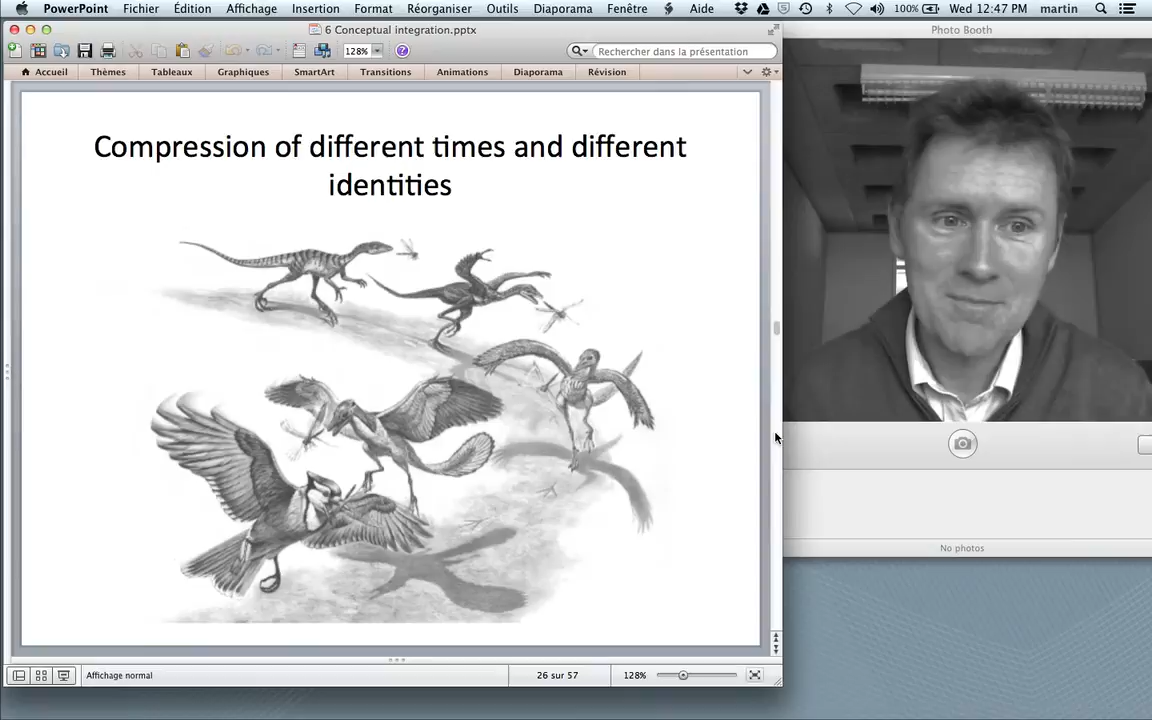 PowerPoint Fichier Édition Affichage Insertion Format Réorganiser Outils Diaporama Fenêtre Aide 100% Wed 12:47 PM martin
6 Conceptual integration.pptx
Photo Booth
128%
Rechercher dans la présentation
Accueil Thèmes Tableaux Graphiques SmartArt Transitions Animations Diaporama Révision
Compression of different times and different
identities
No photos
Affichage normal 26 sur 57 128%